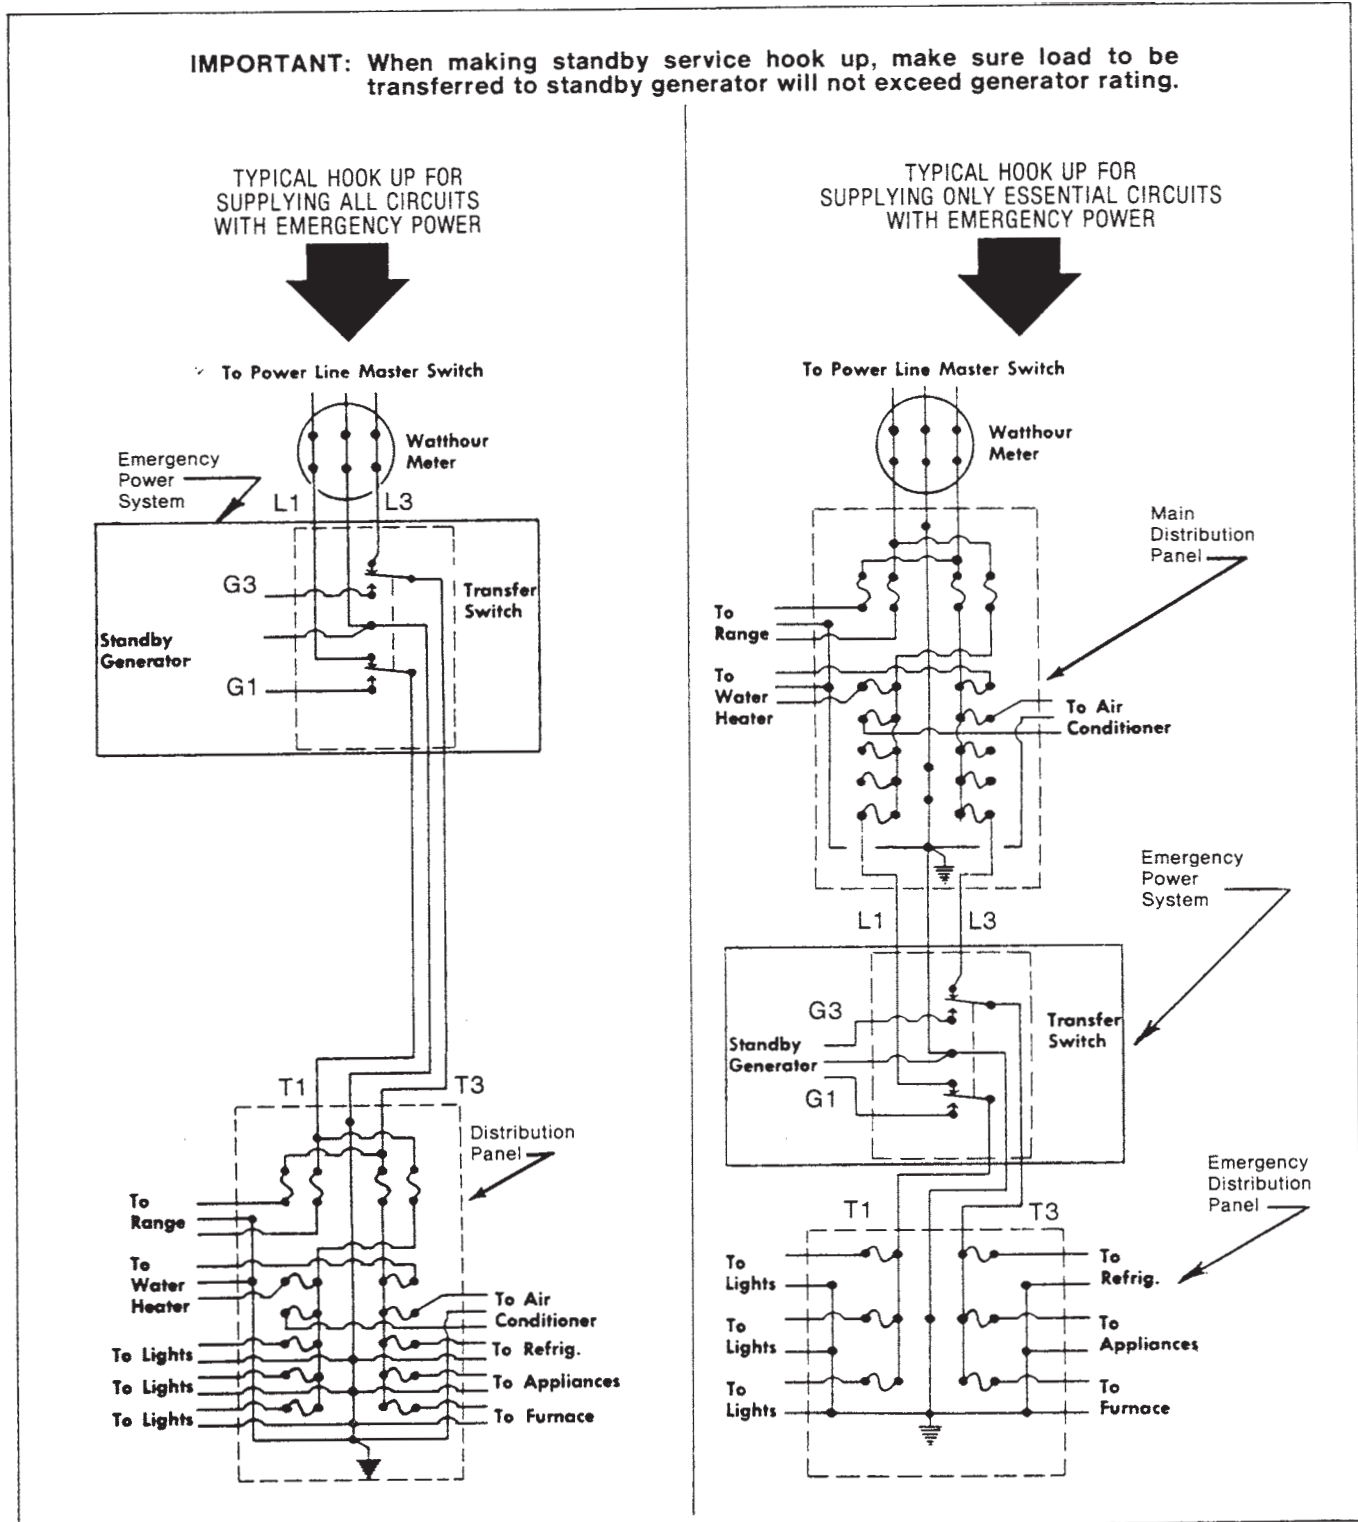 IMPORTANT: When making standby service hook up, make sure load to be
transferred to standby generator will not exceed generator rating.
TYPICAL HOOK UP FOR
SUPPLYING ALL CIRCUITS
WITH EMERGENCY POWER
To Power Line Master Switch
Watthour
Meter
Emergency
Power
System
L1
L3
G3
Transfer
Switch
Standby
Generator
G1
T1
T3
Distribution
Panel
To
Range
To
Water
Heater
To Air
Conditioner
To Lights
To Refrig.
To Lights
To Appliances
To Lights
To Furnace
TYPICAL HOOK UP FOR
SUPPLYING ONLY ESSENTIAL CIRCUITS
WITH EMERGENCY POWER
To Power Line Master Switch
Watthour
Meter
Main
Distribution
Panel
To
Range
To
Water
Heater
To Air
Conditioner
Emergency
Power
System
L1
L3
G3
Transfer
Switch
Standby
Generator
G1
Emergency
Distribution
Panel
T1
T3
To
Lights
To
Refrig.
To
Lights
To
Appliances
To
Lights
To
Furnace